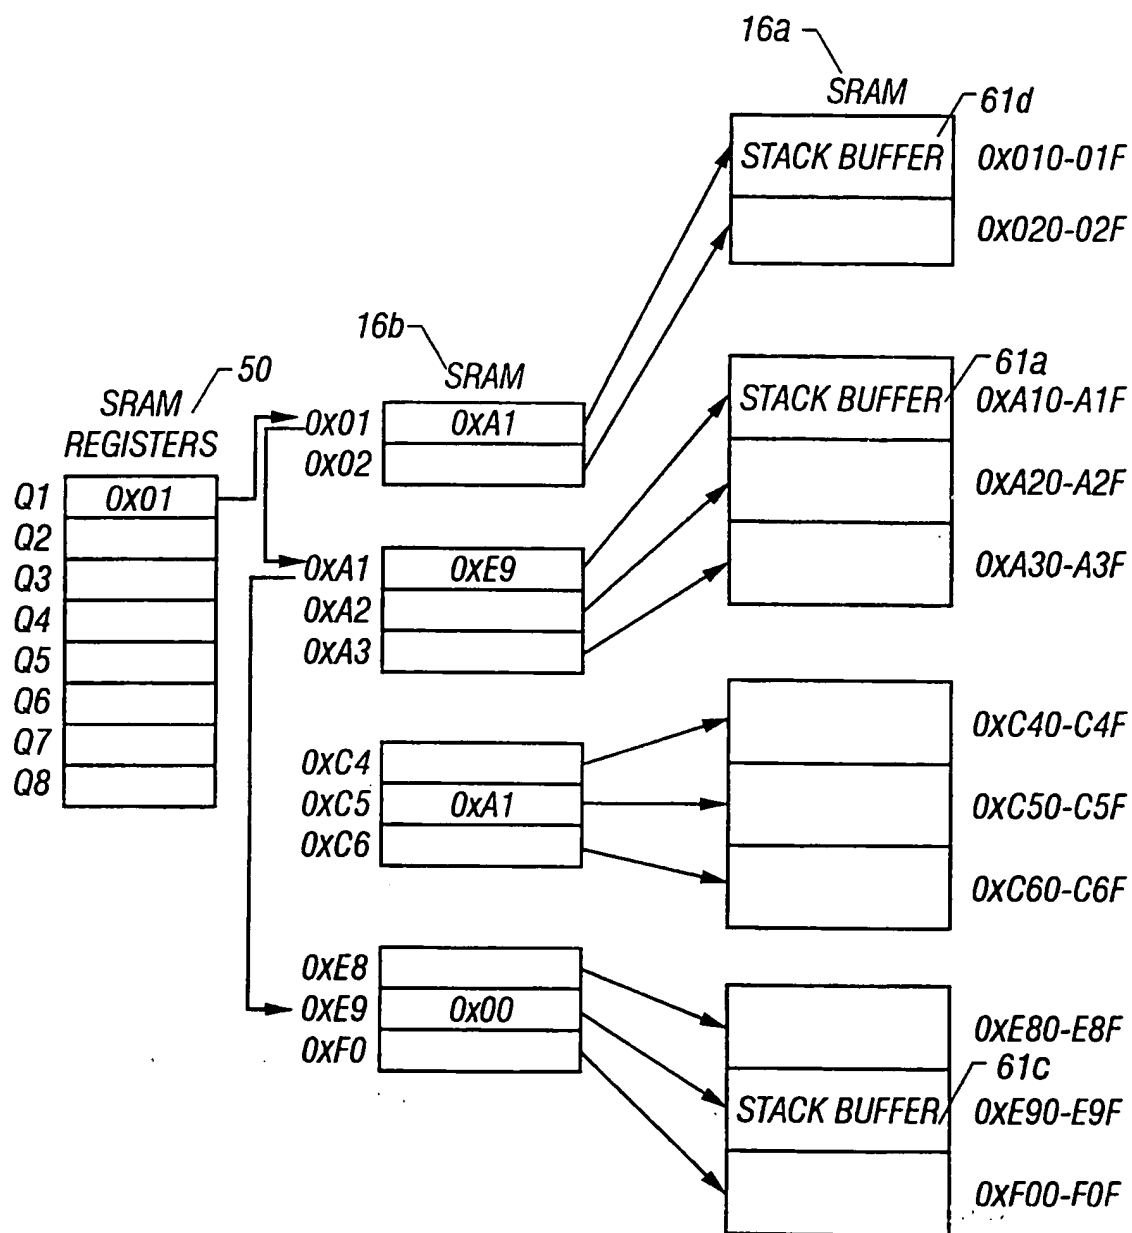 16a
SRAM
61d
STACK BUFFER 0X010-01F
0X020-02F
16b
SRAM
50
SRAM
REGISTERS
61a
STACK BUFFER 0XA10-A1F
0XA20-A2F
0XA30-A3F
0X01 0XA1
0X02
Q1 0X01
Q2
Q3
Q4
Q5
Q6
Q7
Q8
0XA1 0XE9
0XA2
0XA3
0XC4
0XC5 0XA1
0XC6
0XC40-C4F
0XC50-C5F
0XC60-C6F
0XE8
0XE9 0X00
0XF0
0XE80-E8F
61c
STACK BUFFER 0XE90-E9F
0XF00-F0F